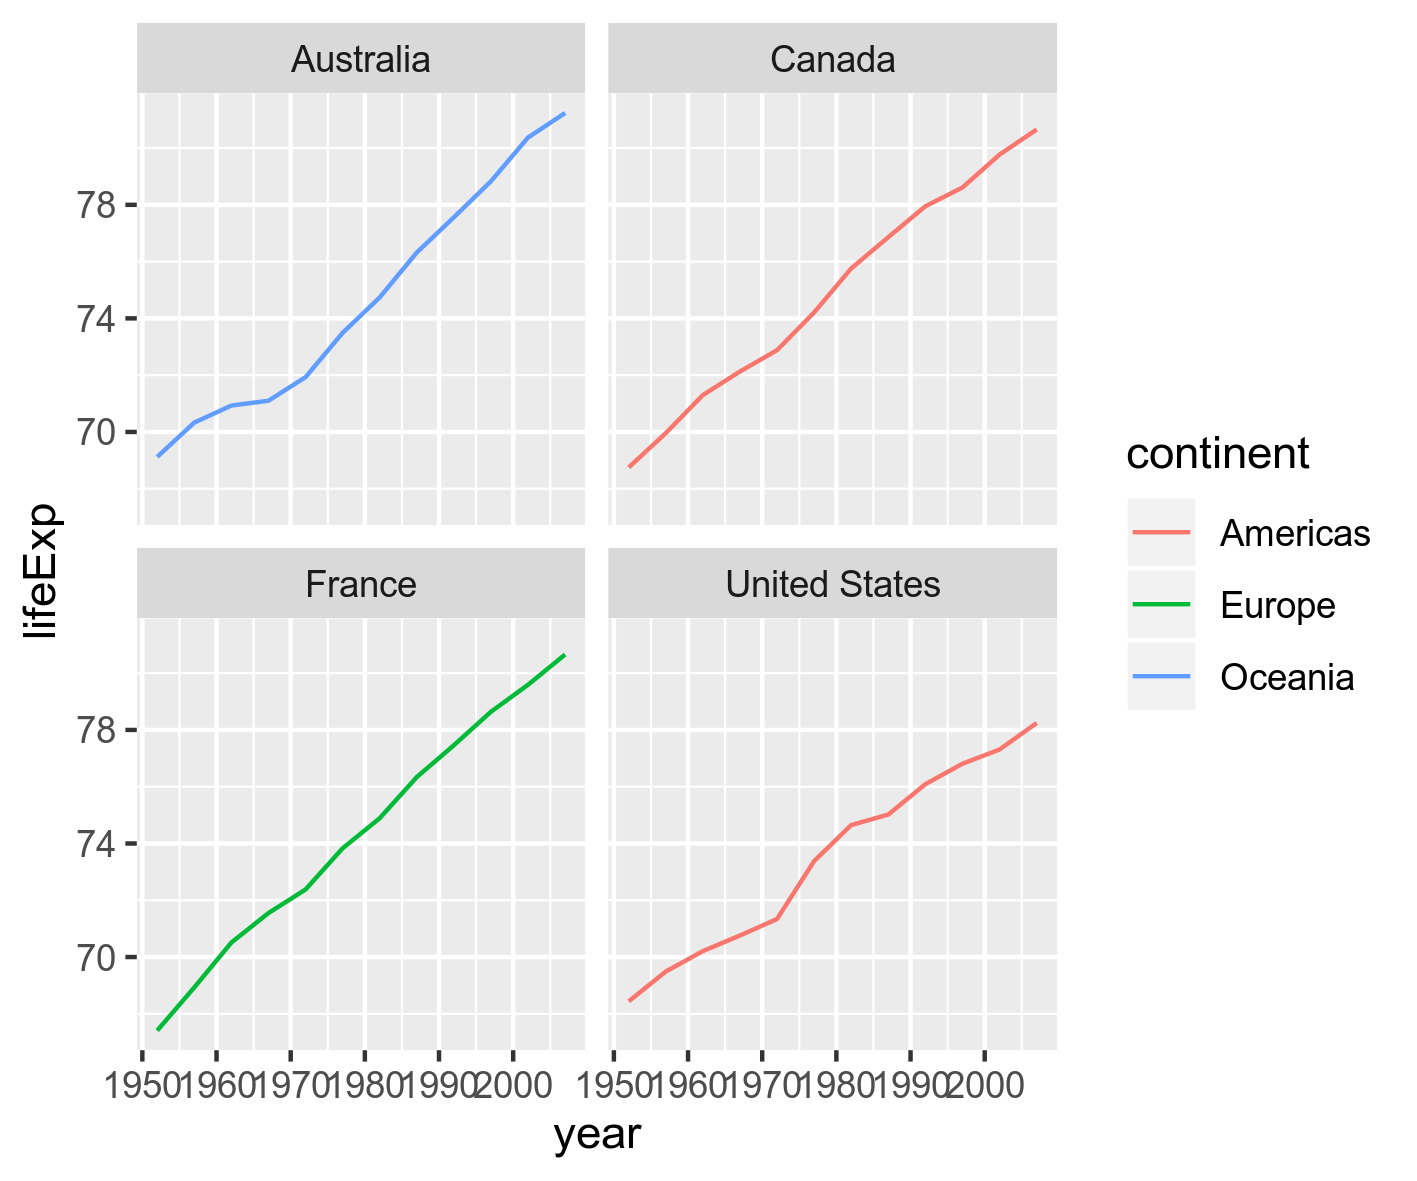 Australia Canada
78
74
70
France United States
78
74
70
1950 1960 1970 1980 1990 2000 1950 1960 1970 1980 1990 2000
year
lifeExp
continent
Americas
Europe
Oceania